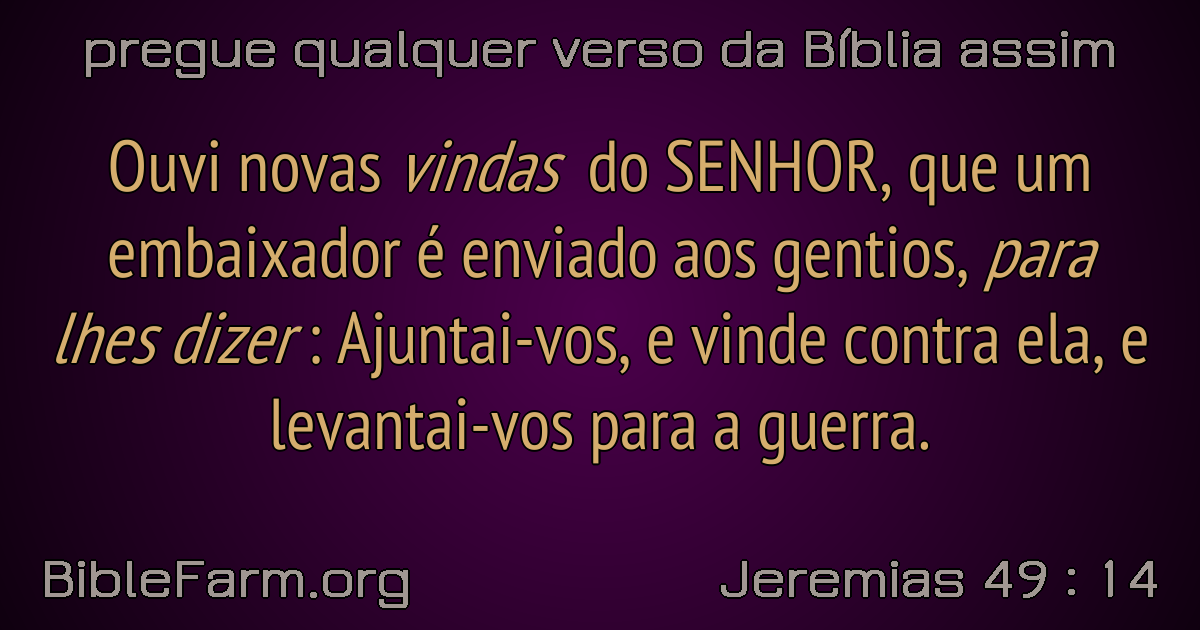 pregue qualquer verso da Bíblia assim
Ouvi novas vindas do SENHOR, que um
embaixador é enviado aos gentios, para
lhes dizer : Ajuntai-vos, e vinde contra ela, e
levantai-vos para a guerra.
BibleFarm.org
Jeremias 49 : 14